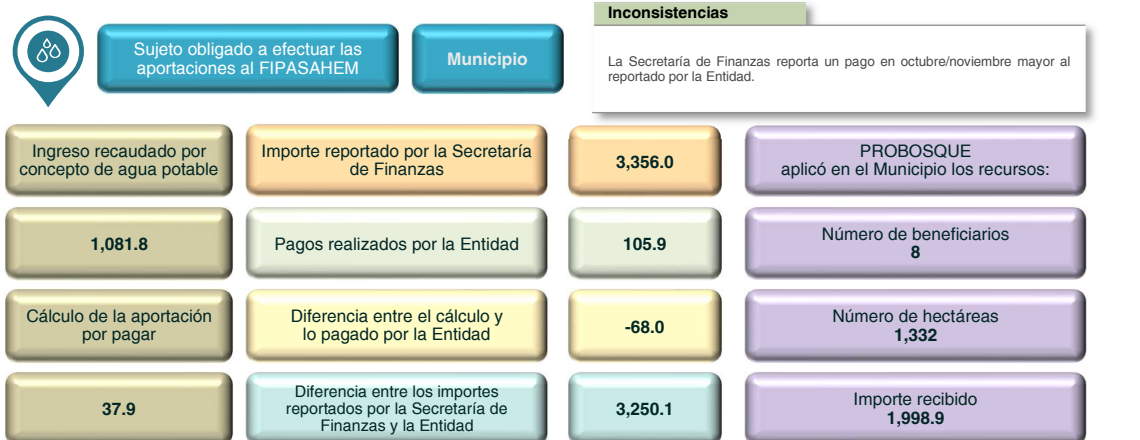 Inconsistencias
Sujeto obligado a efectuar las
aportaciones al FIPASAHEM
Municipio
La Secretaría de Finanzas reporta un pago en octubre/noviembre mayor al
reportado por la Entidad.
Ingreso recaudado por
concepto de agua potable
Importe reportado por la Secretaría
de Finanzas
3,356.0
PROBOSQUE
aplicó en el Municipio los recursos:
1,081.8
Pagos realizados por la Entidad
105.9
Número de beneficiarios
8
Cálculo de la aportación
por pagar
Diferencia entre el cálculo y
lo pagado por la Entidad
-68.0
Número de hectáreas
1,332
37.9
Diferencia entre los importes
reportados por la Secretaría de
Finanzas y la Entidad
3,250.1
Importe recibido
1,998.9